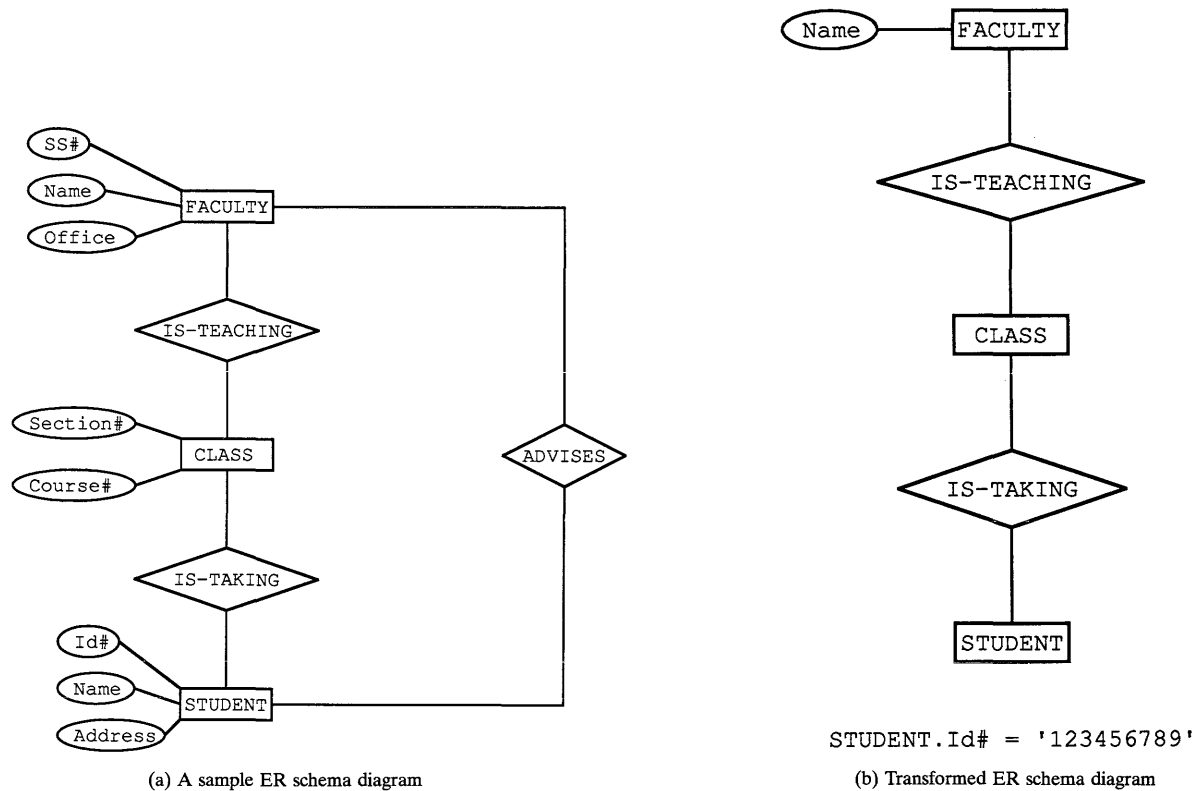 SS#
Name
Office
FACULTY
IS-TEACHING
Section#
Course#
CLASS
ADVISES
IS-TAKING
Id#
Name
Address
STUDENT
(a) A sample ER schema diagram
Name
FACULTY
IS-TEACHING
CLASS
IS-TAKING
STUDENT
STUDENT.Id# = '123456789'
(b) Transformed ER schema diagram